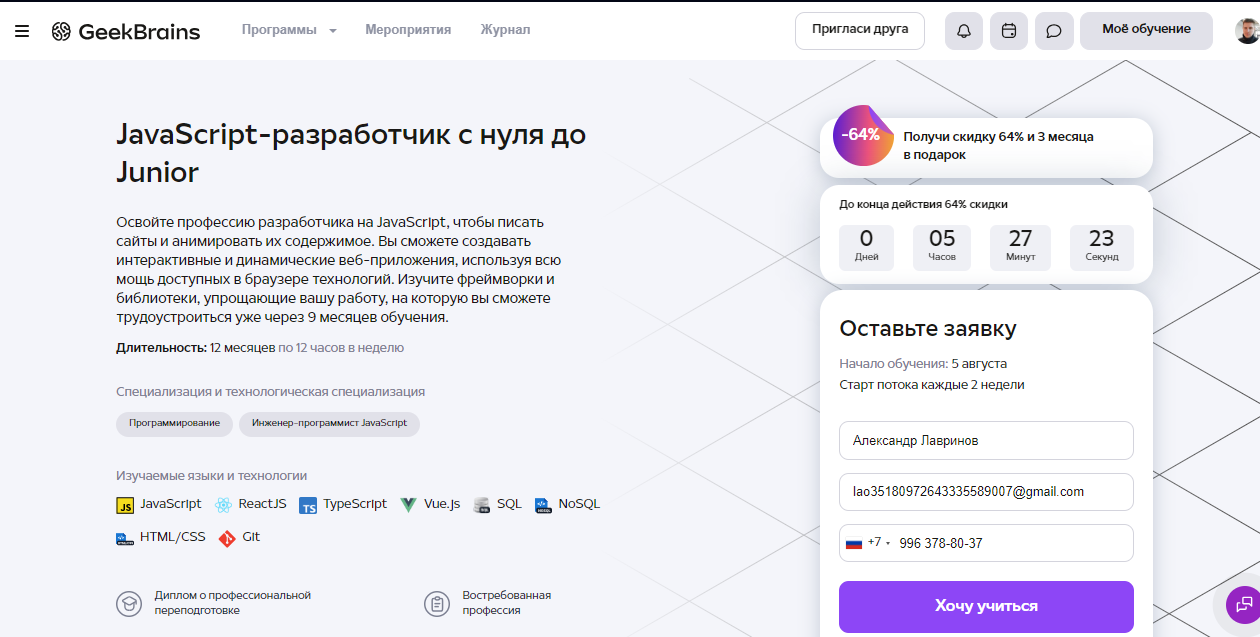 GeekBrains
Программы
Мероприятия
Журнал
Пригласи друга
Моё обучение
JavaScript-разработчик с нуля до
Junior
Освойте профессию разработчика на JavaScript, чтобы писать
сайты и анимировать их содержимое. Вы сможете создавать
интерактивные и динамические веб-приложения, используя всю
мощь доступных в браузере технологий. Изучите фреймворки и
библиотеки, упрощающие вашу работу, на которую вы сможете
трудоустроиться уже через 9 месяцев обучения.
Длительность: 12 месяцев по 12 часов в неделю
Специализация и технологическая специализация
Программирование
Инженер-программист JavaScript
Изучаемые языки и технологии
JS JavaScript
ReactJS
TS TypeScript
Vue.js
SQL
NoSQL
HTML/CSS
Git
Диплом о профессиональной
переподготовке
Востребованная
профессия
-64%
Получи скидку 64% и 3 месяца
в подарок
До конца действия 64% скидки
0
Дней
05
Часов
27
Минут
23
Секунд
Оставьте заявку
Начало обучения: 5 августа
Старт потока каждые 2 недели
Александр Лавринов
lao35180972643335589007@gmail.com
+7 996 378-80-37
Хочу учиться